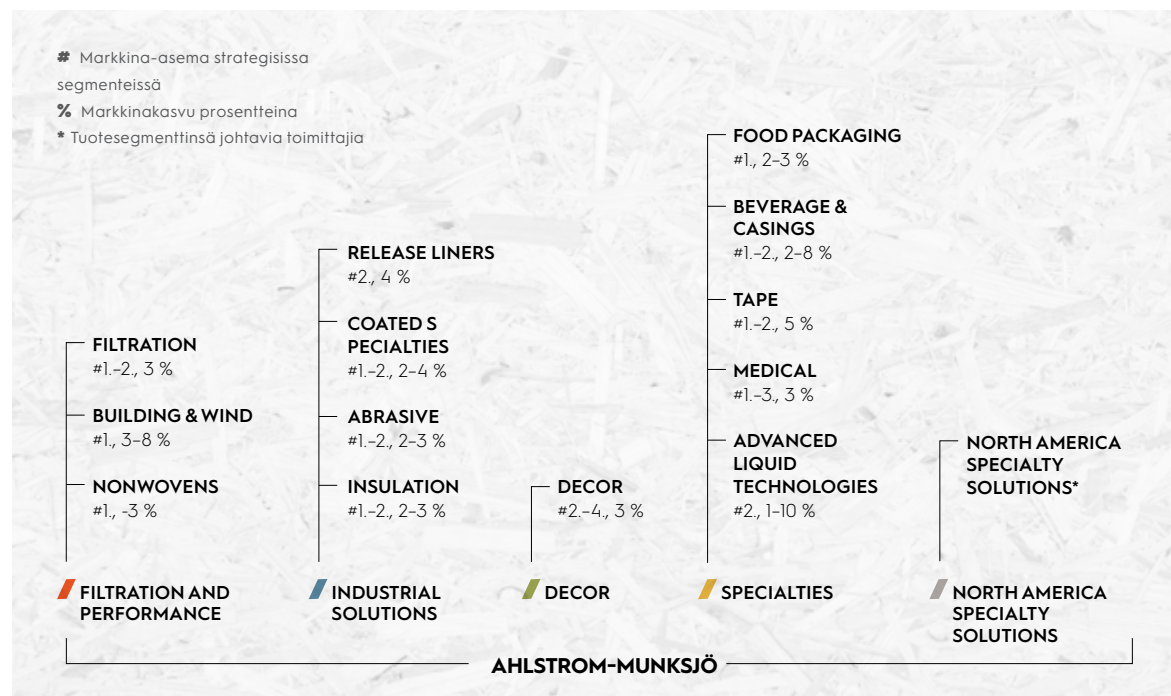 # Markkina-asema strategisissa
segmenteissä
% Markkinakasvu prosentteina
* Tuotesegmenttinsä johtavia toimittajia
FILTRATION
#1.–2., 3 %
BUILDING & WIND
#1., 3–8 %
NONWOVENS
#1., -3 %
FILTRATION AND
PERFORMANCE
RELEASE LINERS
#2., 4 %
COATED S
PECIALTIES
#1.–2., 2–4 %
ABRASIVE
#1.–2., 2–3 %
INSULATION
#1.–2., 2–3 %
INDUSTRIAL
SOLUTIONS
DECOR
#2.–4., 3 %
DECOR
FOOD PACKAGING
#1., 2–3 %
BEVERAGE &
CASINGS
#1.–2., 2–8 %
TAPE
#1.–2., 5 %
MEDICAL
#1.–3., 3 %
ADVANCED
LIQUID
TECHNOLOGIES
#2., 1–10 %
SPECIALTIES
NORTH AMERICA
SPECIALTY
SOLUTIONS*
NORTH AMERICA
SPECIALTY
SOLUTIONS
AHLSTROM-MUNKSJÖ